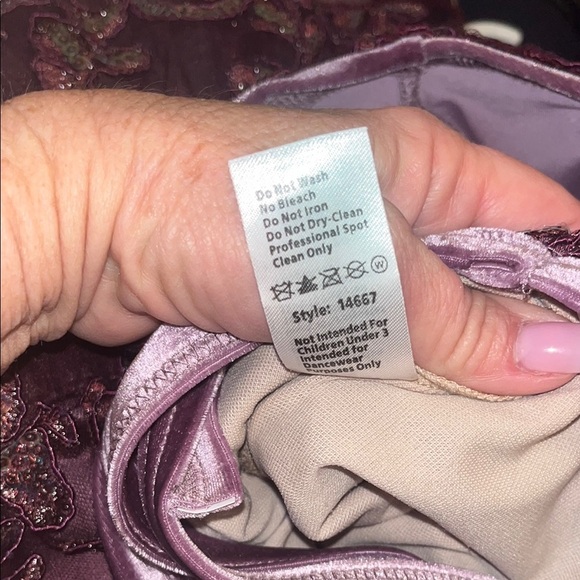 Do Not Wash
No Bleach
Do Not Iron
Do Not Dry-Clean
Professional Spot
Clean Only
W
Style: 14667
Not Intended For
Children Under 3
Intended for
Dancewear
Purposes Only